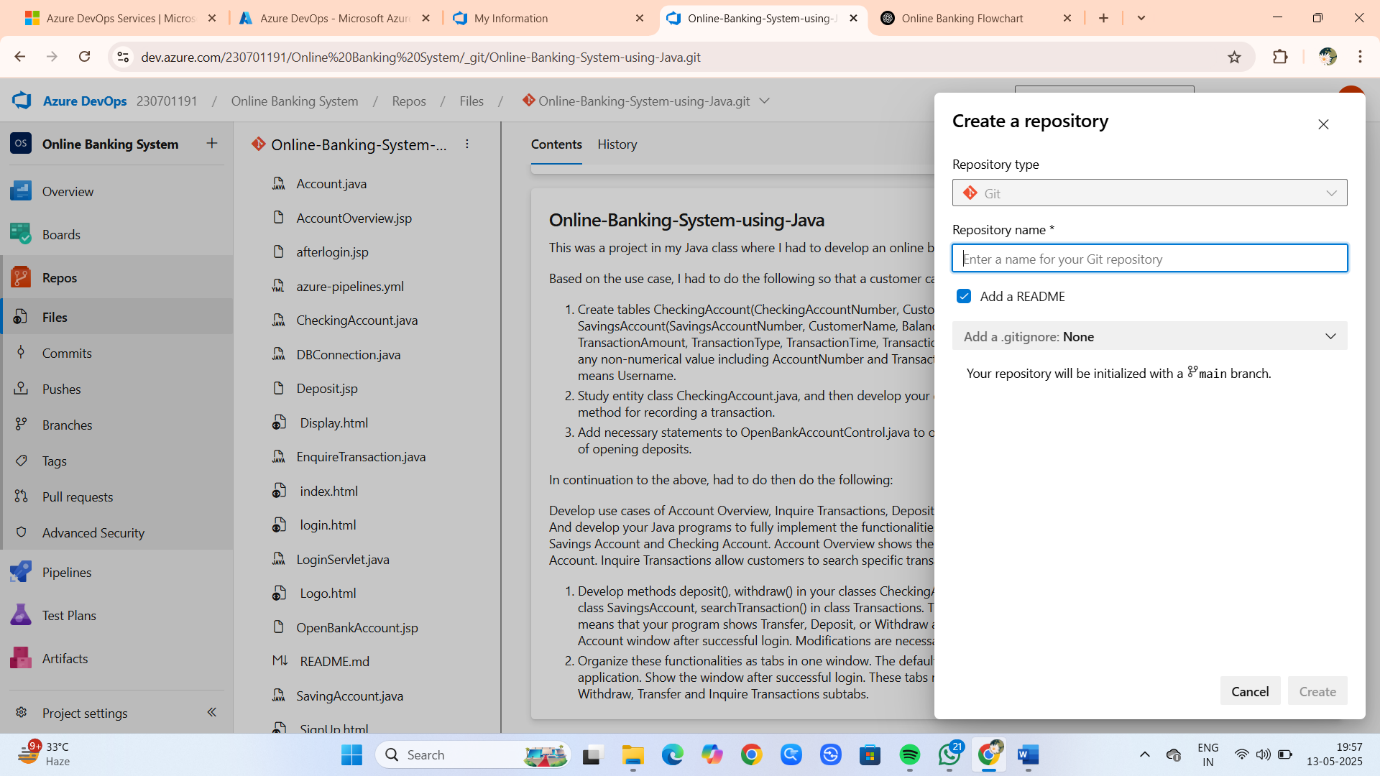 Azure DevOps Services | Micros
Azure DevOps - Microsoft Azur
My Information
Online-Banking-System-using-J
Online Banking Flowchart
dev.azure.com/230701191/Online%20Banking%20System/_git/Online-Banking-System-using-Java.git
Azure DevOps 230701191 / Online Banking System / Repos / Files / Online-Banking-System-using-Java.git
OS Online Banking System
Overview
Boards
Repos
Files
Commits
Pushes
Branches
Tags
Pull requests
Advanced Security
Pipelines
Test Plans
Artifacts
Project settings
Online-Banking-System-...
Account.java
AccountOverview.jsp
afterlogin.jsp
azure-pipelines.yml
CheckingAccount.java
DBConnection.java
Deposit.jsp
Display.html
EnquireTransaction.java
index.html
login.html
LoginServlet.java
Logo.html
OpenBankAccount.jsp
README.md
SavingAccount.java
SignUp.html
Contents History
Online-Banking-System-using-Java
This was a project in my Java class where I had to develop an online b
Based on the use case, I had to do the following so that a customer ca
1. Create tables CheckingAccount(CheckingAccountNumber, Custo
SavingsAccount(SavingsAccountNumber, CustomerName, Balan
TransactionAmount, TransactionType, TransactionTime, Transactio
any non-numerical value including AccountNumber and Transac
means Username.
2. Study entity class CheckingAccount.java, and then develop your
method for recording a transaction.
3. Add necessary statements to OpenBankAccountControl.java to o
of opening deposits.
In continuation to the above, had to do then do the following:
Develop use cases of Account Overview, Inquire Transactions, Deposit
And develop your Java programs to fully implement the functionalitie
Savings Account and Checking Account. Account Overview shows the
Account. Inquire Transactions allow customers to search specific trans
1. Develop methods deposit(), withdraw() in your classes CheckingA
class SavingsAccount, searchTransaction() in class Transactions. T
means that your program shows Transfer, Deposit, or Withdraw a
Account window after successful login. Modifications are necessa
2. Organize these functionalities as tabs in one window. The defaul
application. Show the window after successful login. These tabs r
Withdraw, Transfer and Inquire Transactions subtabs.
Create a repository
Repository type
Git
Repository name *
Enter a name for your Git repository
Add a README
Add a .gitignore: None
Your repository will be initialized with a main branch.
Cancel Create
9+ 33°C
Haze
Search
21
ENG
IN
19:57
13-05-2025